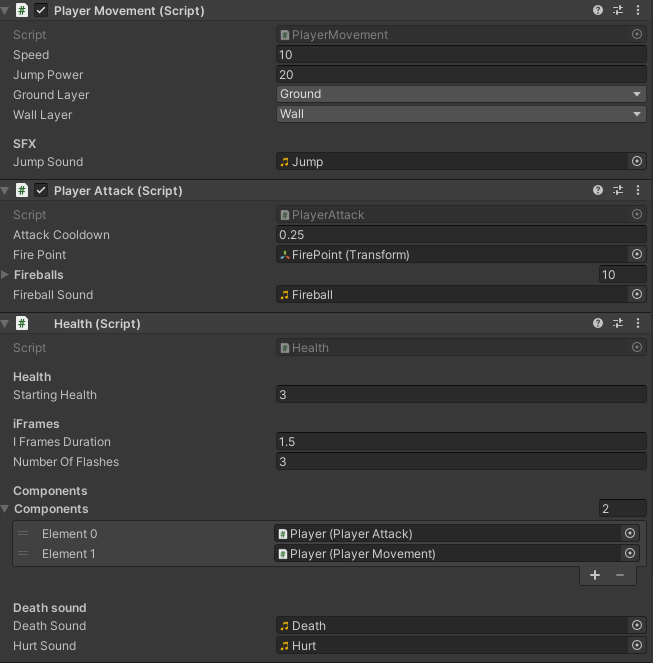 Player Movement (Script)
Script PlayerMovement
Speed 10
Jump Power 20
Ground Layer Ground
Wall Layer Wall
SFX
Jump Sound Jump
Player Attack (Script)
Script PlayerAttack
Attack Cooldown 0.25
Fire Point FirePoint (Transform)
Fireballs 10
Fireball Sound Fireball
Health (Script)
Script Health
Health
Starting Health 3
iFrames
I Frames Duration 1.5
Number Of Flashes 3
Components
Components 2
Element 0 Player (Player Attack)
Element 1 Player (Player Movement)
Death sound
Death Sound Death
Hurt Sound Hurt